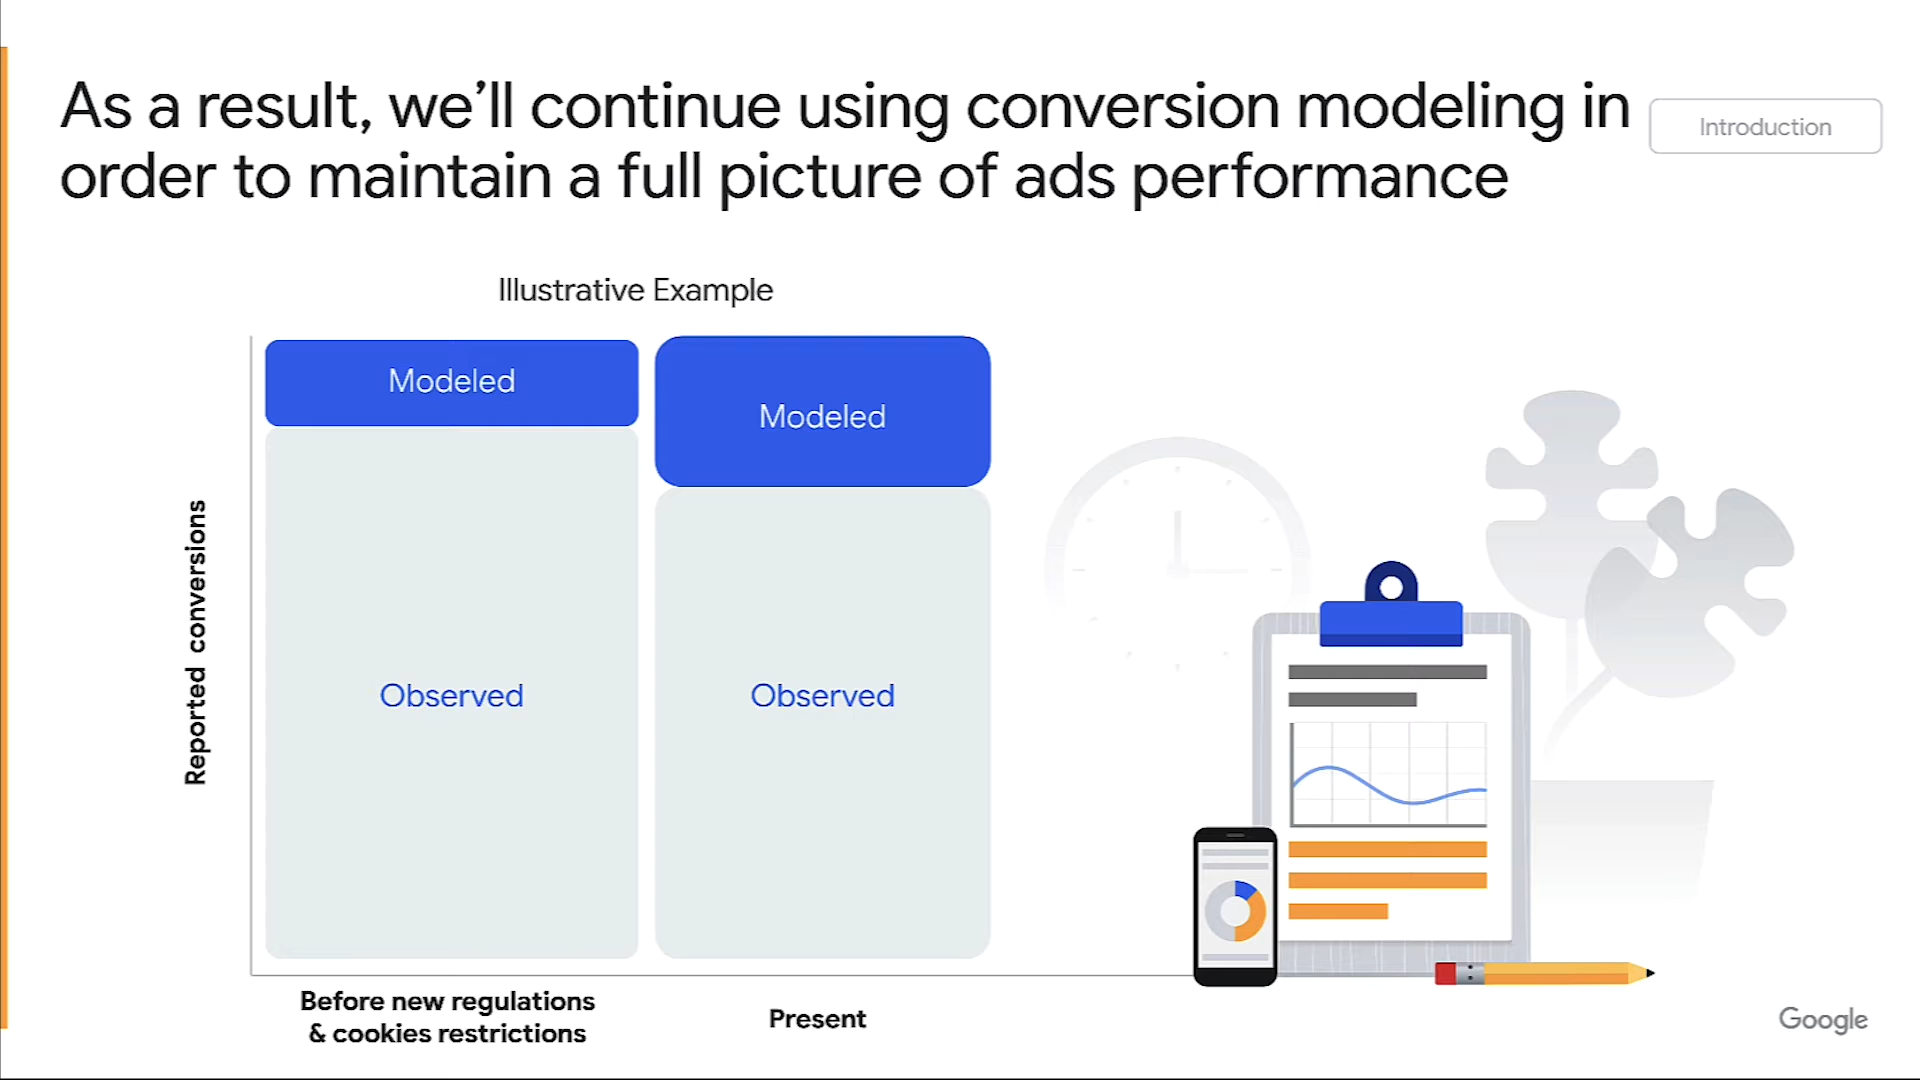 As a result, we’ll continue using conversion modeling in
order to maintain a full picture of ads performance
Introduction
Illustrative Example
Modeled
Modeled
Observed
Observed
Reported conversions
Before new regulations
& cookies restrictions
Present
Google